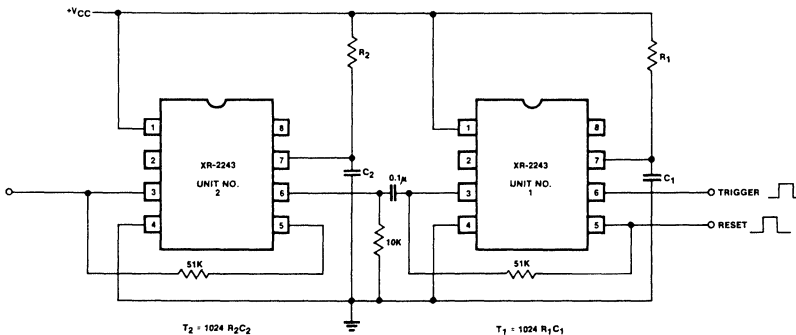 +VCC
R2
R1
1
8
2
7
3
6
4
5
XR-2243
UNIT NO.
2
C2
0.1μ
10K
51K
1
8
2
7
3
6
4
5
XR-2243
UNIT NO.
1
C1
TRIGGER
RESET
51K
T2 = 1024 R2C2
T1 = 1024 R1C1